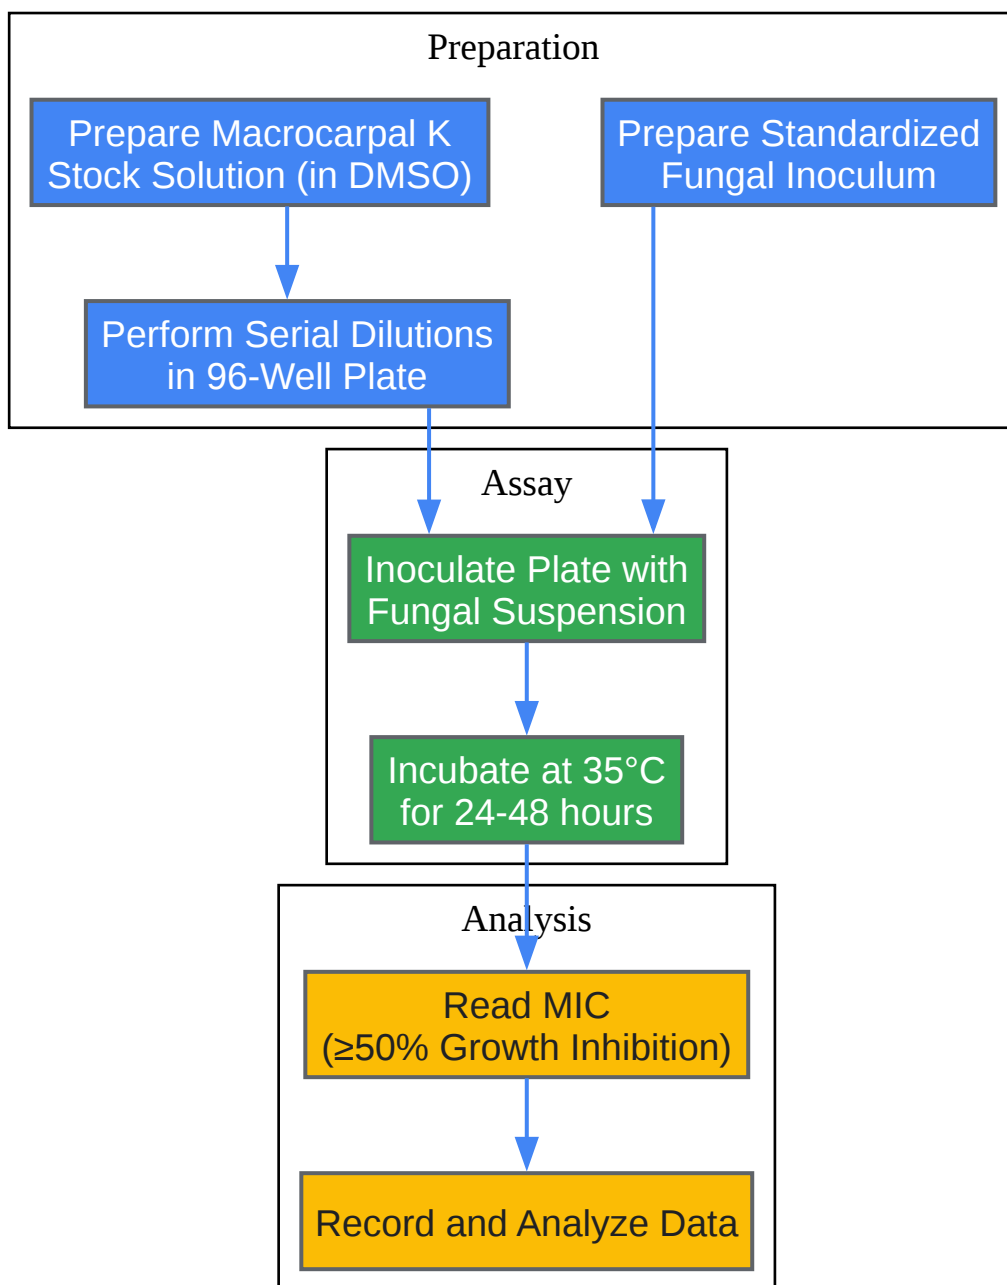 Preparation
Prepare Macrocarpal K
Stock Solution (in DMSO)
Prepare Standardized
Fungal Inoculum
Perform Serial Dilutions
in 96-Well Plate
Assay
Inoculate Plate with
Fungal Suspension
Incubate at 35°C
for 24-48 hours
Analysis
Read MIC
(≥50% Growth Inhibition)
Record and Analyze Data